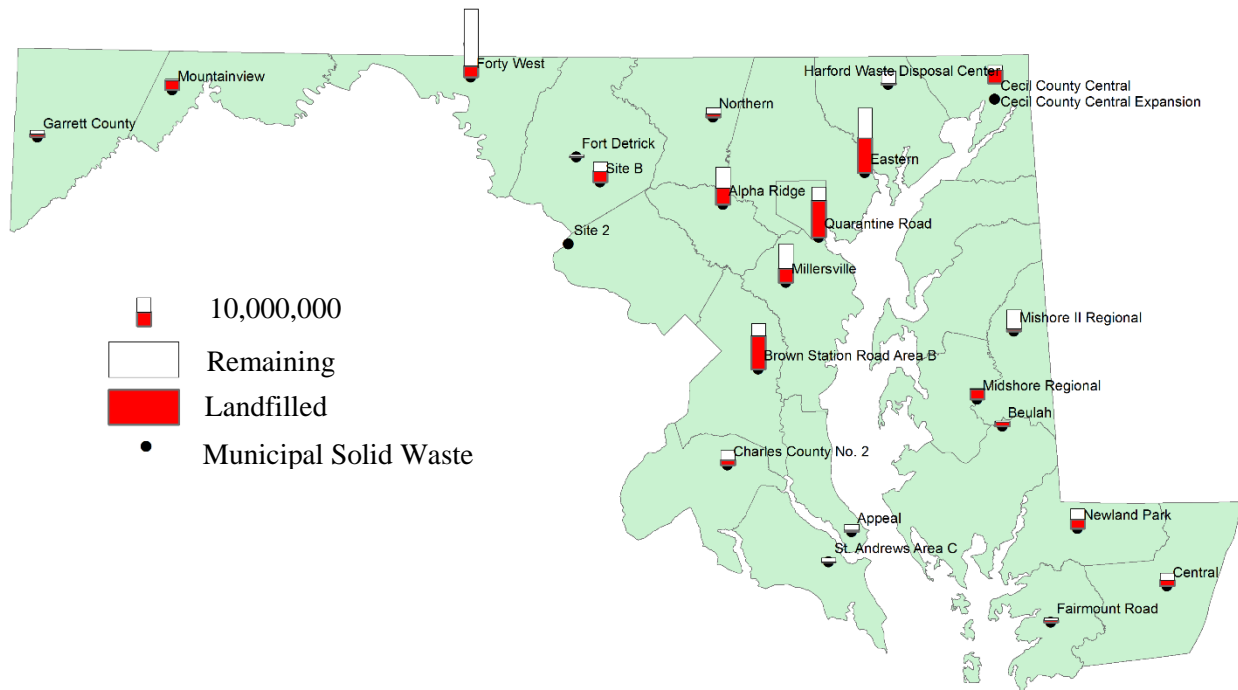 Forty West
Mountainview
Harford Waste Disposal Center
Cecil County Central
Cecil County Central Expansion
Northern
Garrett County
Fort Detrick
Eastern
Site B
Alpha Ridge
Quarantine Road
Site 2
Millersville
10,000,000
Mishore II Regional
Remaining
Brown Station Road Area B
Midshore Regional
Landfilled
Beulah
Municipal Solid Waste
Charles County No. 2
Appeal
Newland Park
St. Andrews Area C
Central
Fairmount Road